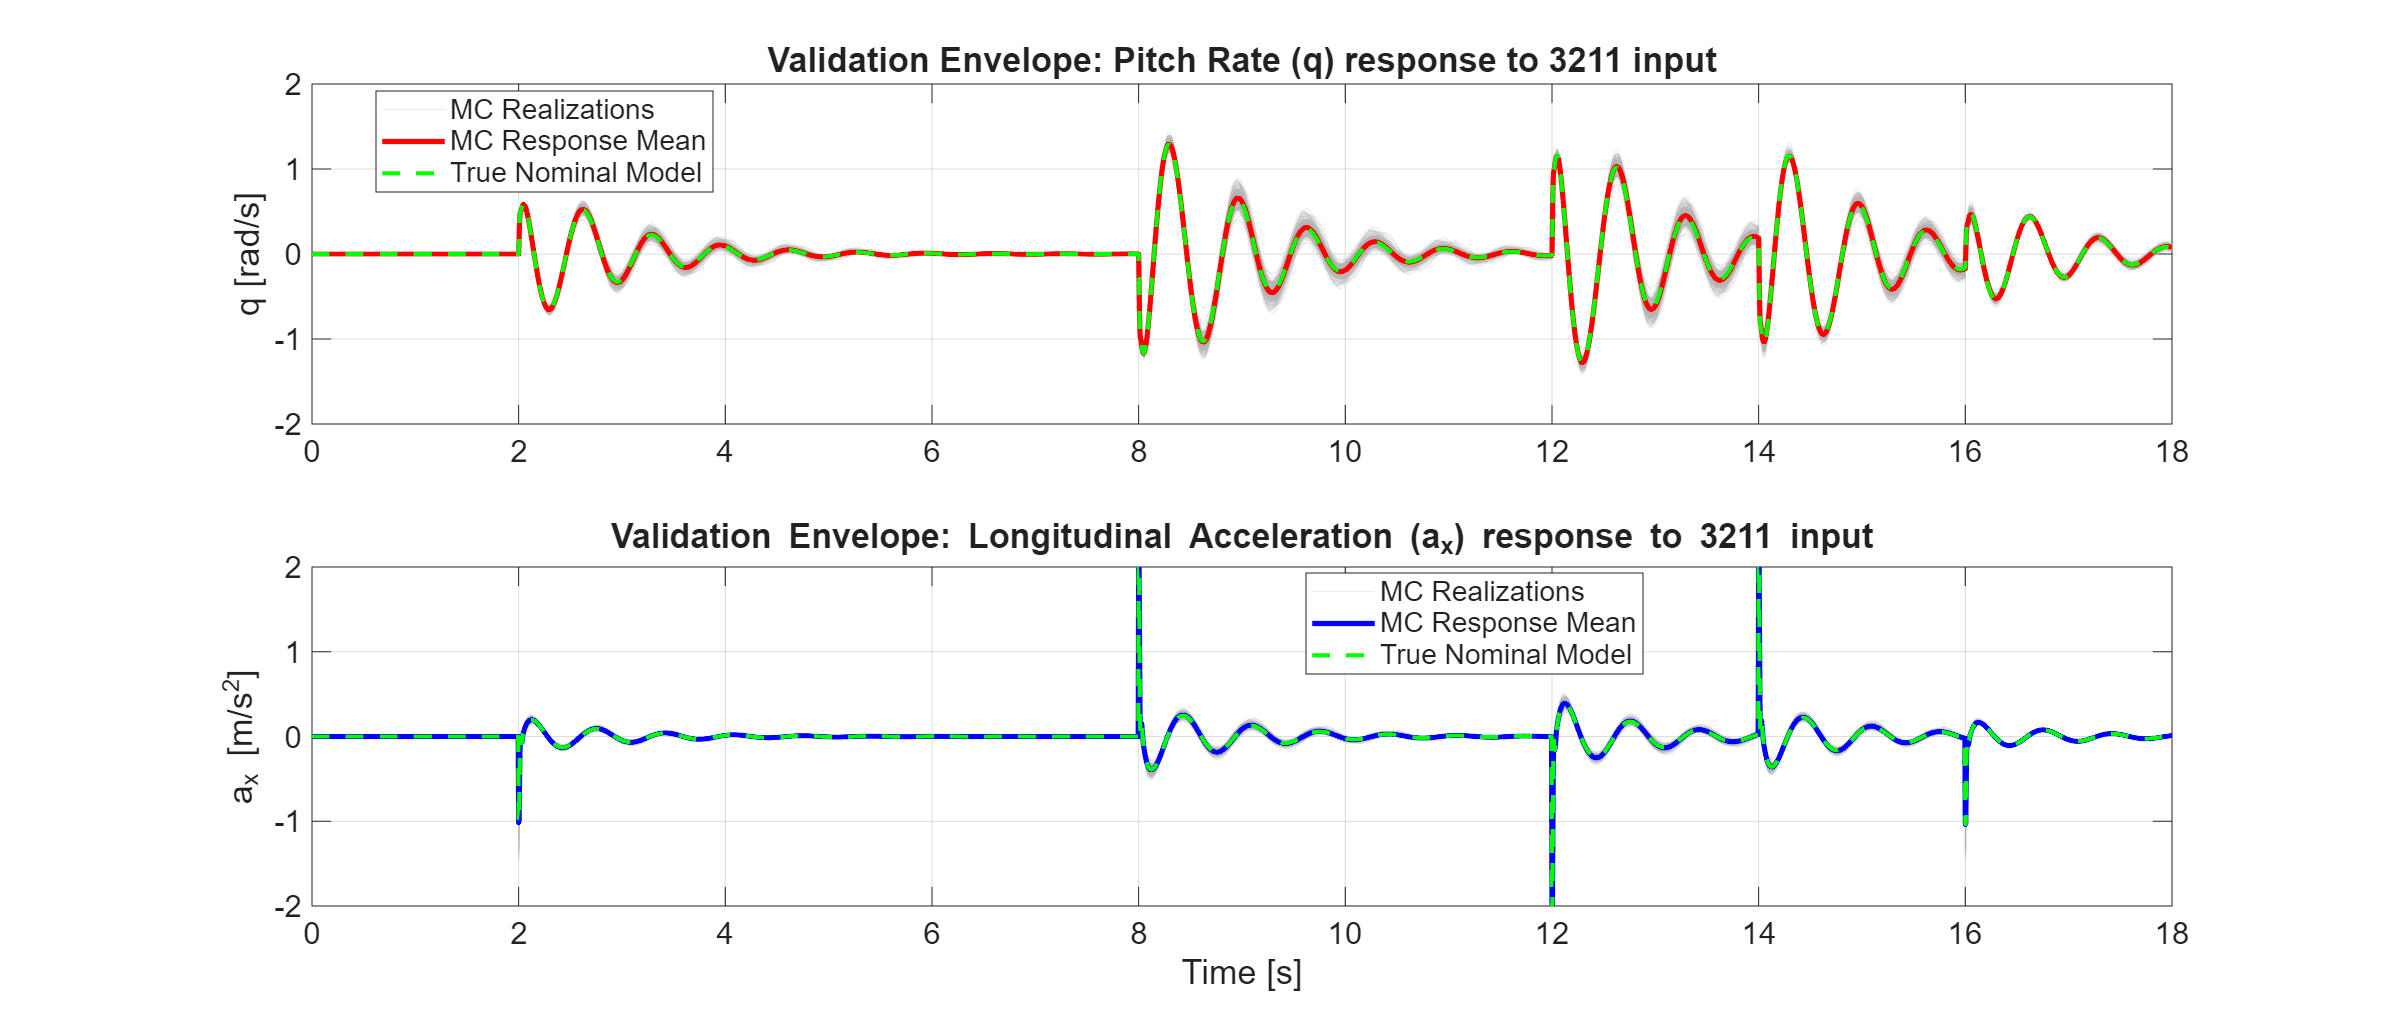 Validation Envelope: Pitch Rate (q) response to 3211 input
2
1
0
-1
-2
q [rad/s]
MC Realizations
MC Response Mean
True Nominal Model
0 2 4 6 8 10 12 14 16 18
Validation Envelope: Longitudinal Acceleration (aₓ) response to 3211 input
2
1
0
-1
-2
aₓ [m/s²]
MC Realizations
MC Response Mean
True Nominal Model
0 2 4 6 8 10 12 14 16 18
Time [s]